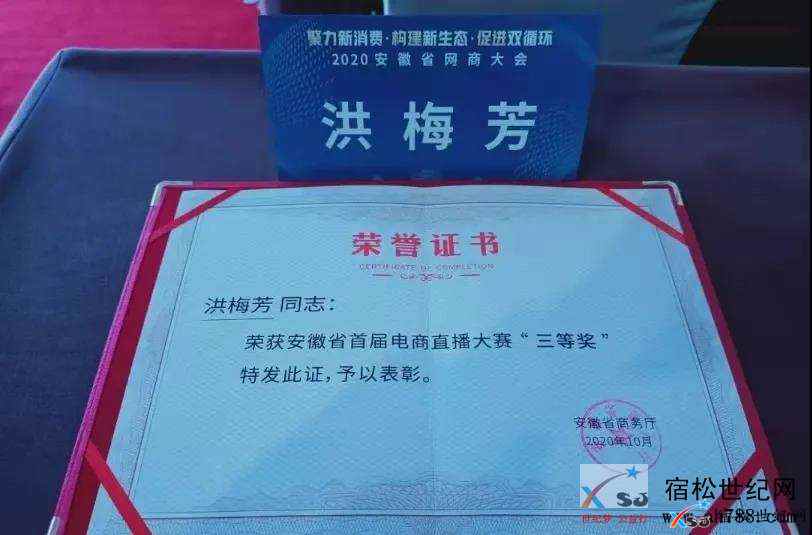 聚力新消费·构建新生态·促进双循环
2020安徽省网商大会
洪梅芳
荣誉证书
CERTIFICATE OF COMPLETION
洪梅芳 同志：
荣获安徽省首届电商直播大赛“三等奖”
特发此证，予以表彰。
安徽省商务厅
2020年10月
XSJ
宿松世纪网